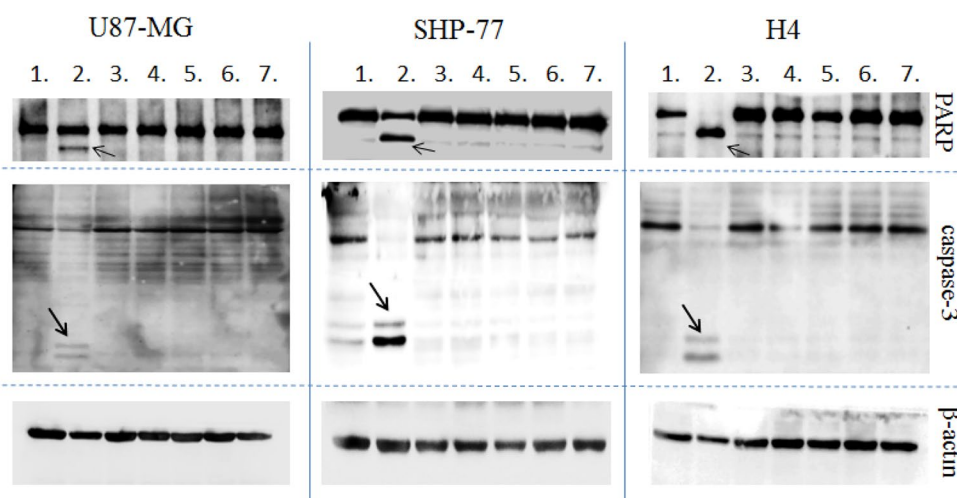 U87-MG SHP-77 H4
1. 2. 3. 4. 5. 6. 7. 1. 2. 3. 4. 5. 6. 7. 1. 2. 3. 4. 5. 6. 7.
PARP
caspase-3
β-actin